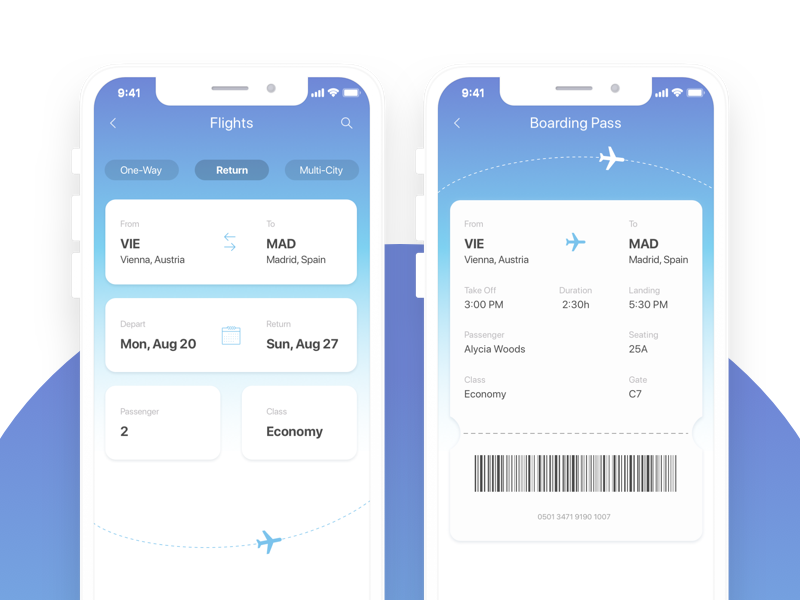 9:41
Flights
One-Way Return Multi-City
From To
VIE MAD
Vienna, Austria Madrid, Spain
Depart Return
Mon, Aug 20 Sun, Aug 27
Passenger Class
2 Economy
9:41
Boarding Pass
From To
VIE MAD
Vienna, Austria Madrid, Spain
Take Off Duration Landing
3:00 PM 2:30h 5:30 PM
Passenger Seating
Alycia Woods 25A
Class Gate
Economy C7
0501 3471 9190 1007